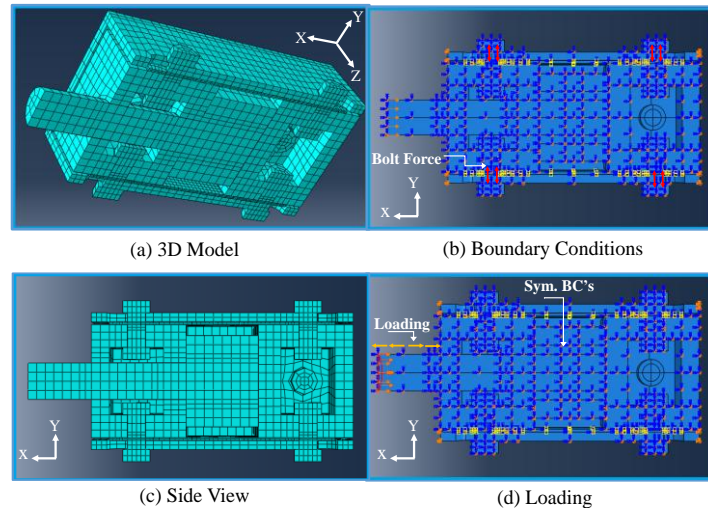 X
Y
Z
Bolt Force
Y
X
(a) 3D Model
(b) Boundary Conditions
Sym. BC's
Loading
Y
X
Y
X
(c) Side View
(d) Loading